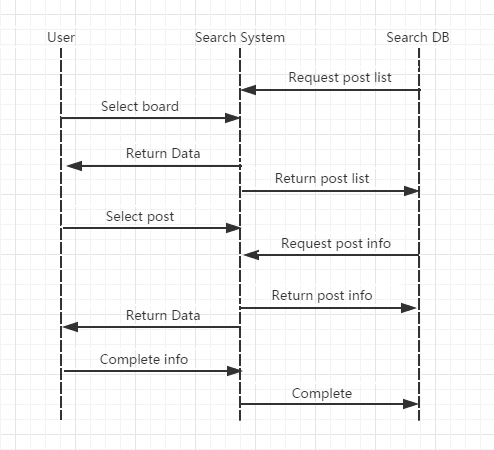 User
Search System
Search DB
Request post list
Select board
Return Data
Return post list
Select post
Request post info
Return post info
Return Data
Complete info
Complete